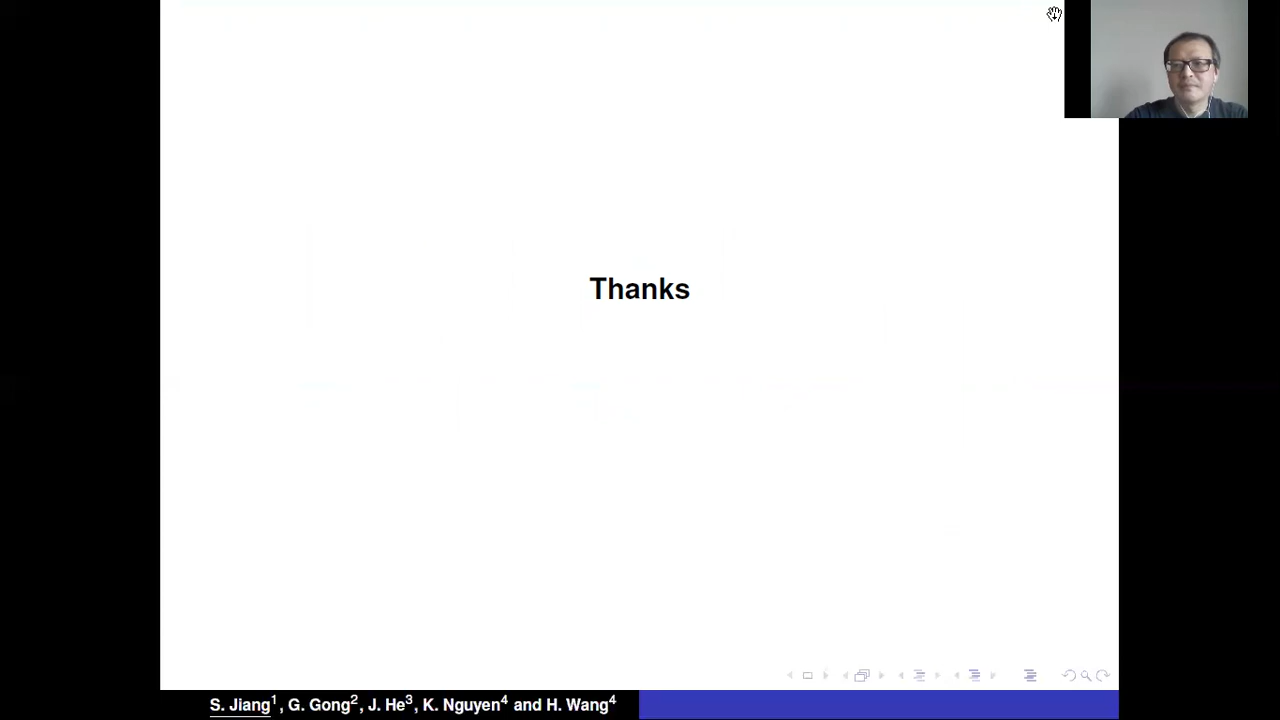 Thanks
S. Jiang¹, G. Gong², J. He³, K. Nguyen⁴ and H. Wang⁴